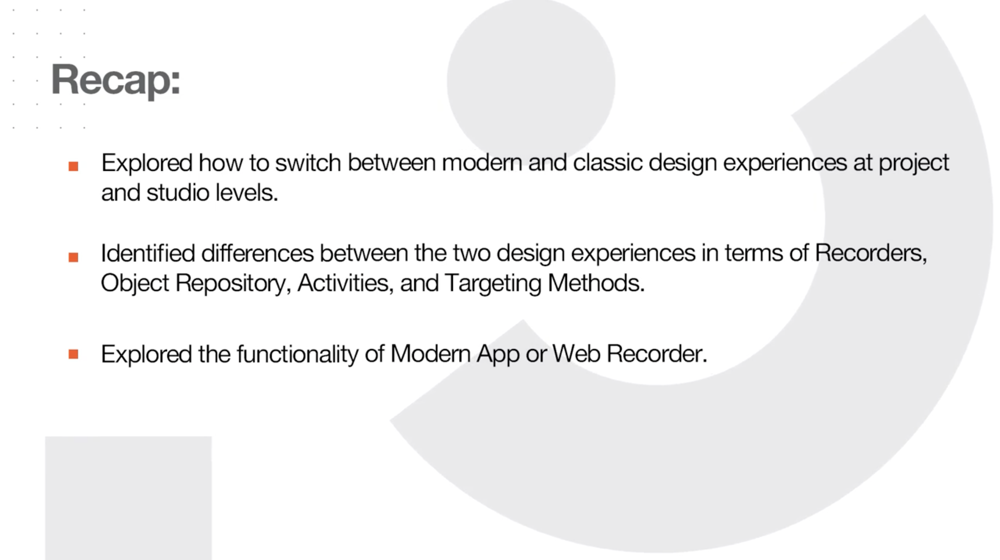 Recap:
Explored how to switch between modern and classic design experiences at project
and studio levels.
Identified differences between the two design experiences in terms of Recorders,
Object Repository, Activities, and Targeting Methods.
Explored the functionality of Modern App or Web Recorder.